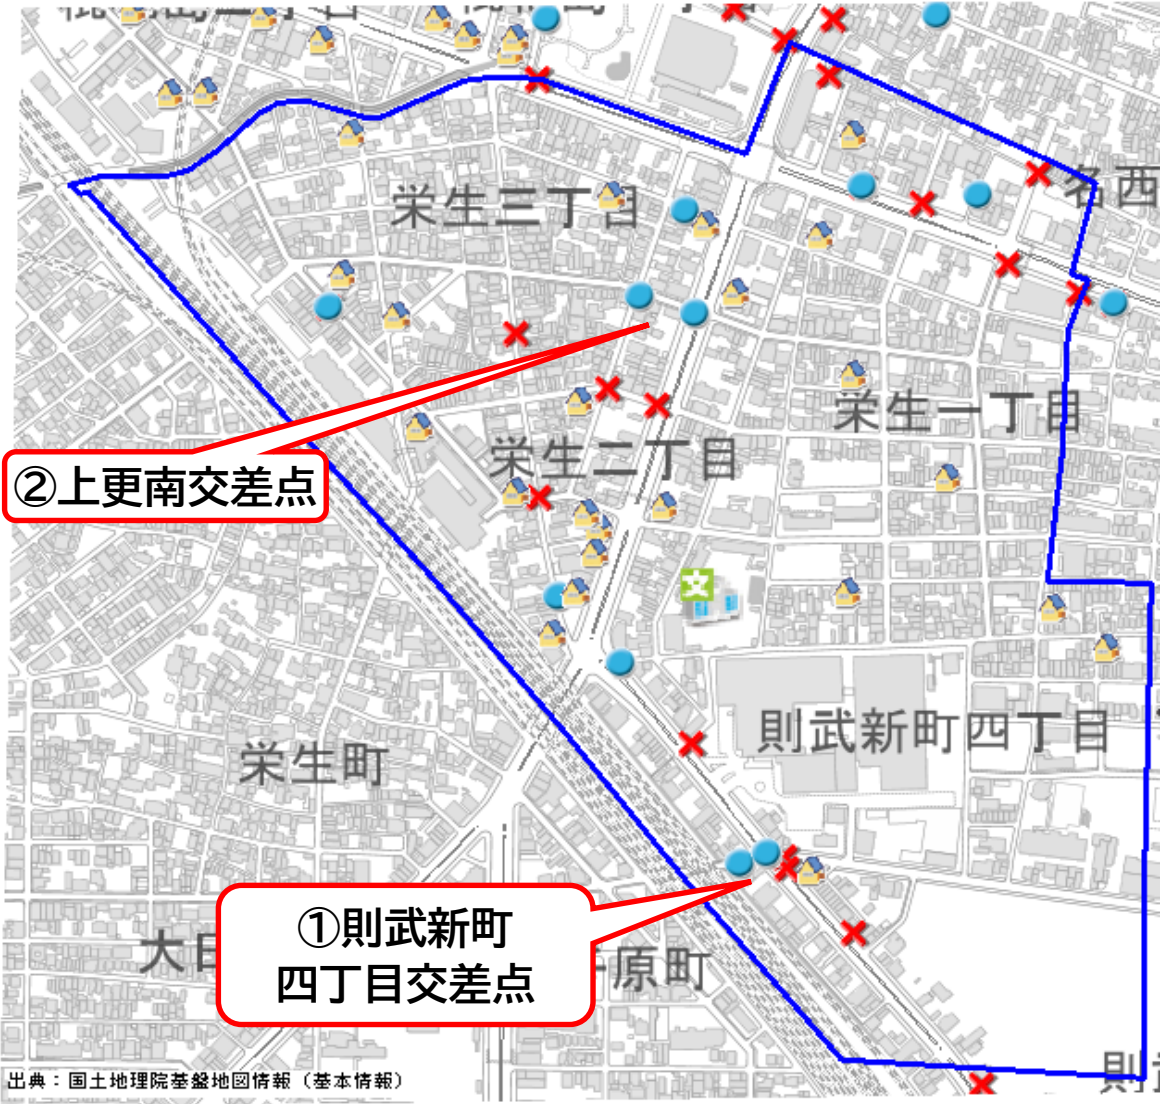 名西
栄生三丁目
栄生一丁目
栄生二丁目
②上更南交差点
文
則武新町四丁目
栄生町
①則武新町
四丁目交差点
大
原町
則
出典：国土地理院基盤地図情報（基本情報）